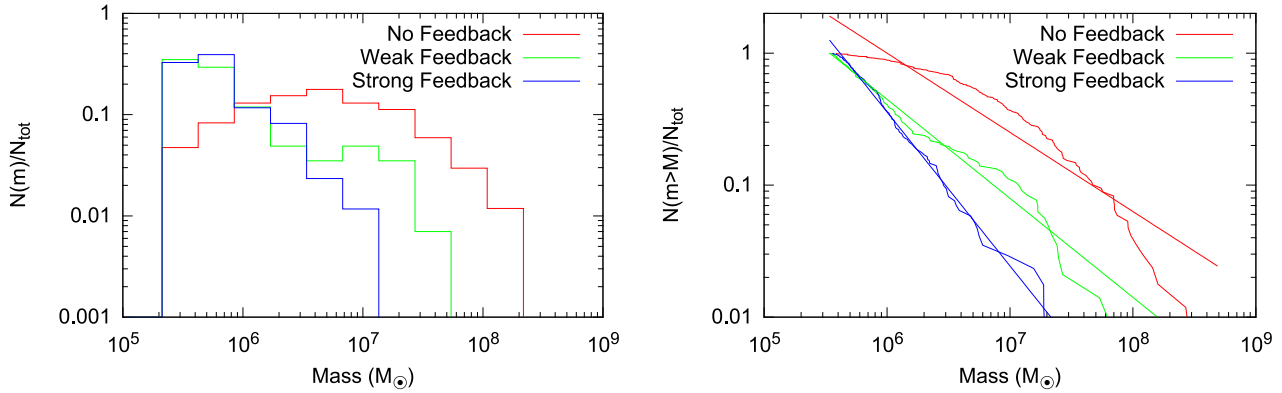 No Feedback
Weak Feedback
Strong Feedback
N(m)/N_tot
1
0.1
0.01
0.001
10^5
10^6
10^7
10^8
10^9
Mass (M_⊙)
No Feedback
Weak Feedback
Strong Feedback
N(m>M)/N_tot
1
0.1
0.01
10^5
10^6
10^7
10^8
10^9
Mass (M_⊙)